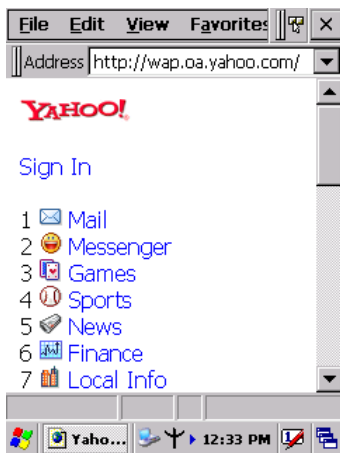 File Edit View Favorites
Address http://wap.oa.yahoo.com/
YAHOO!
Sign In
1 Mail
2 Messenger
3 Games
4 Sports
5 News
6 Finance
7 Local Info
Yaho... 12:33 PM